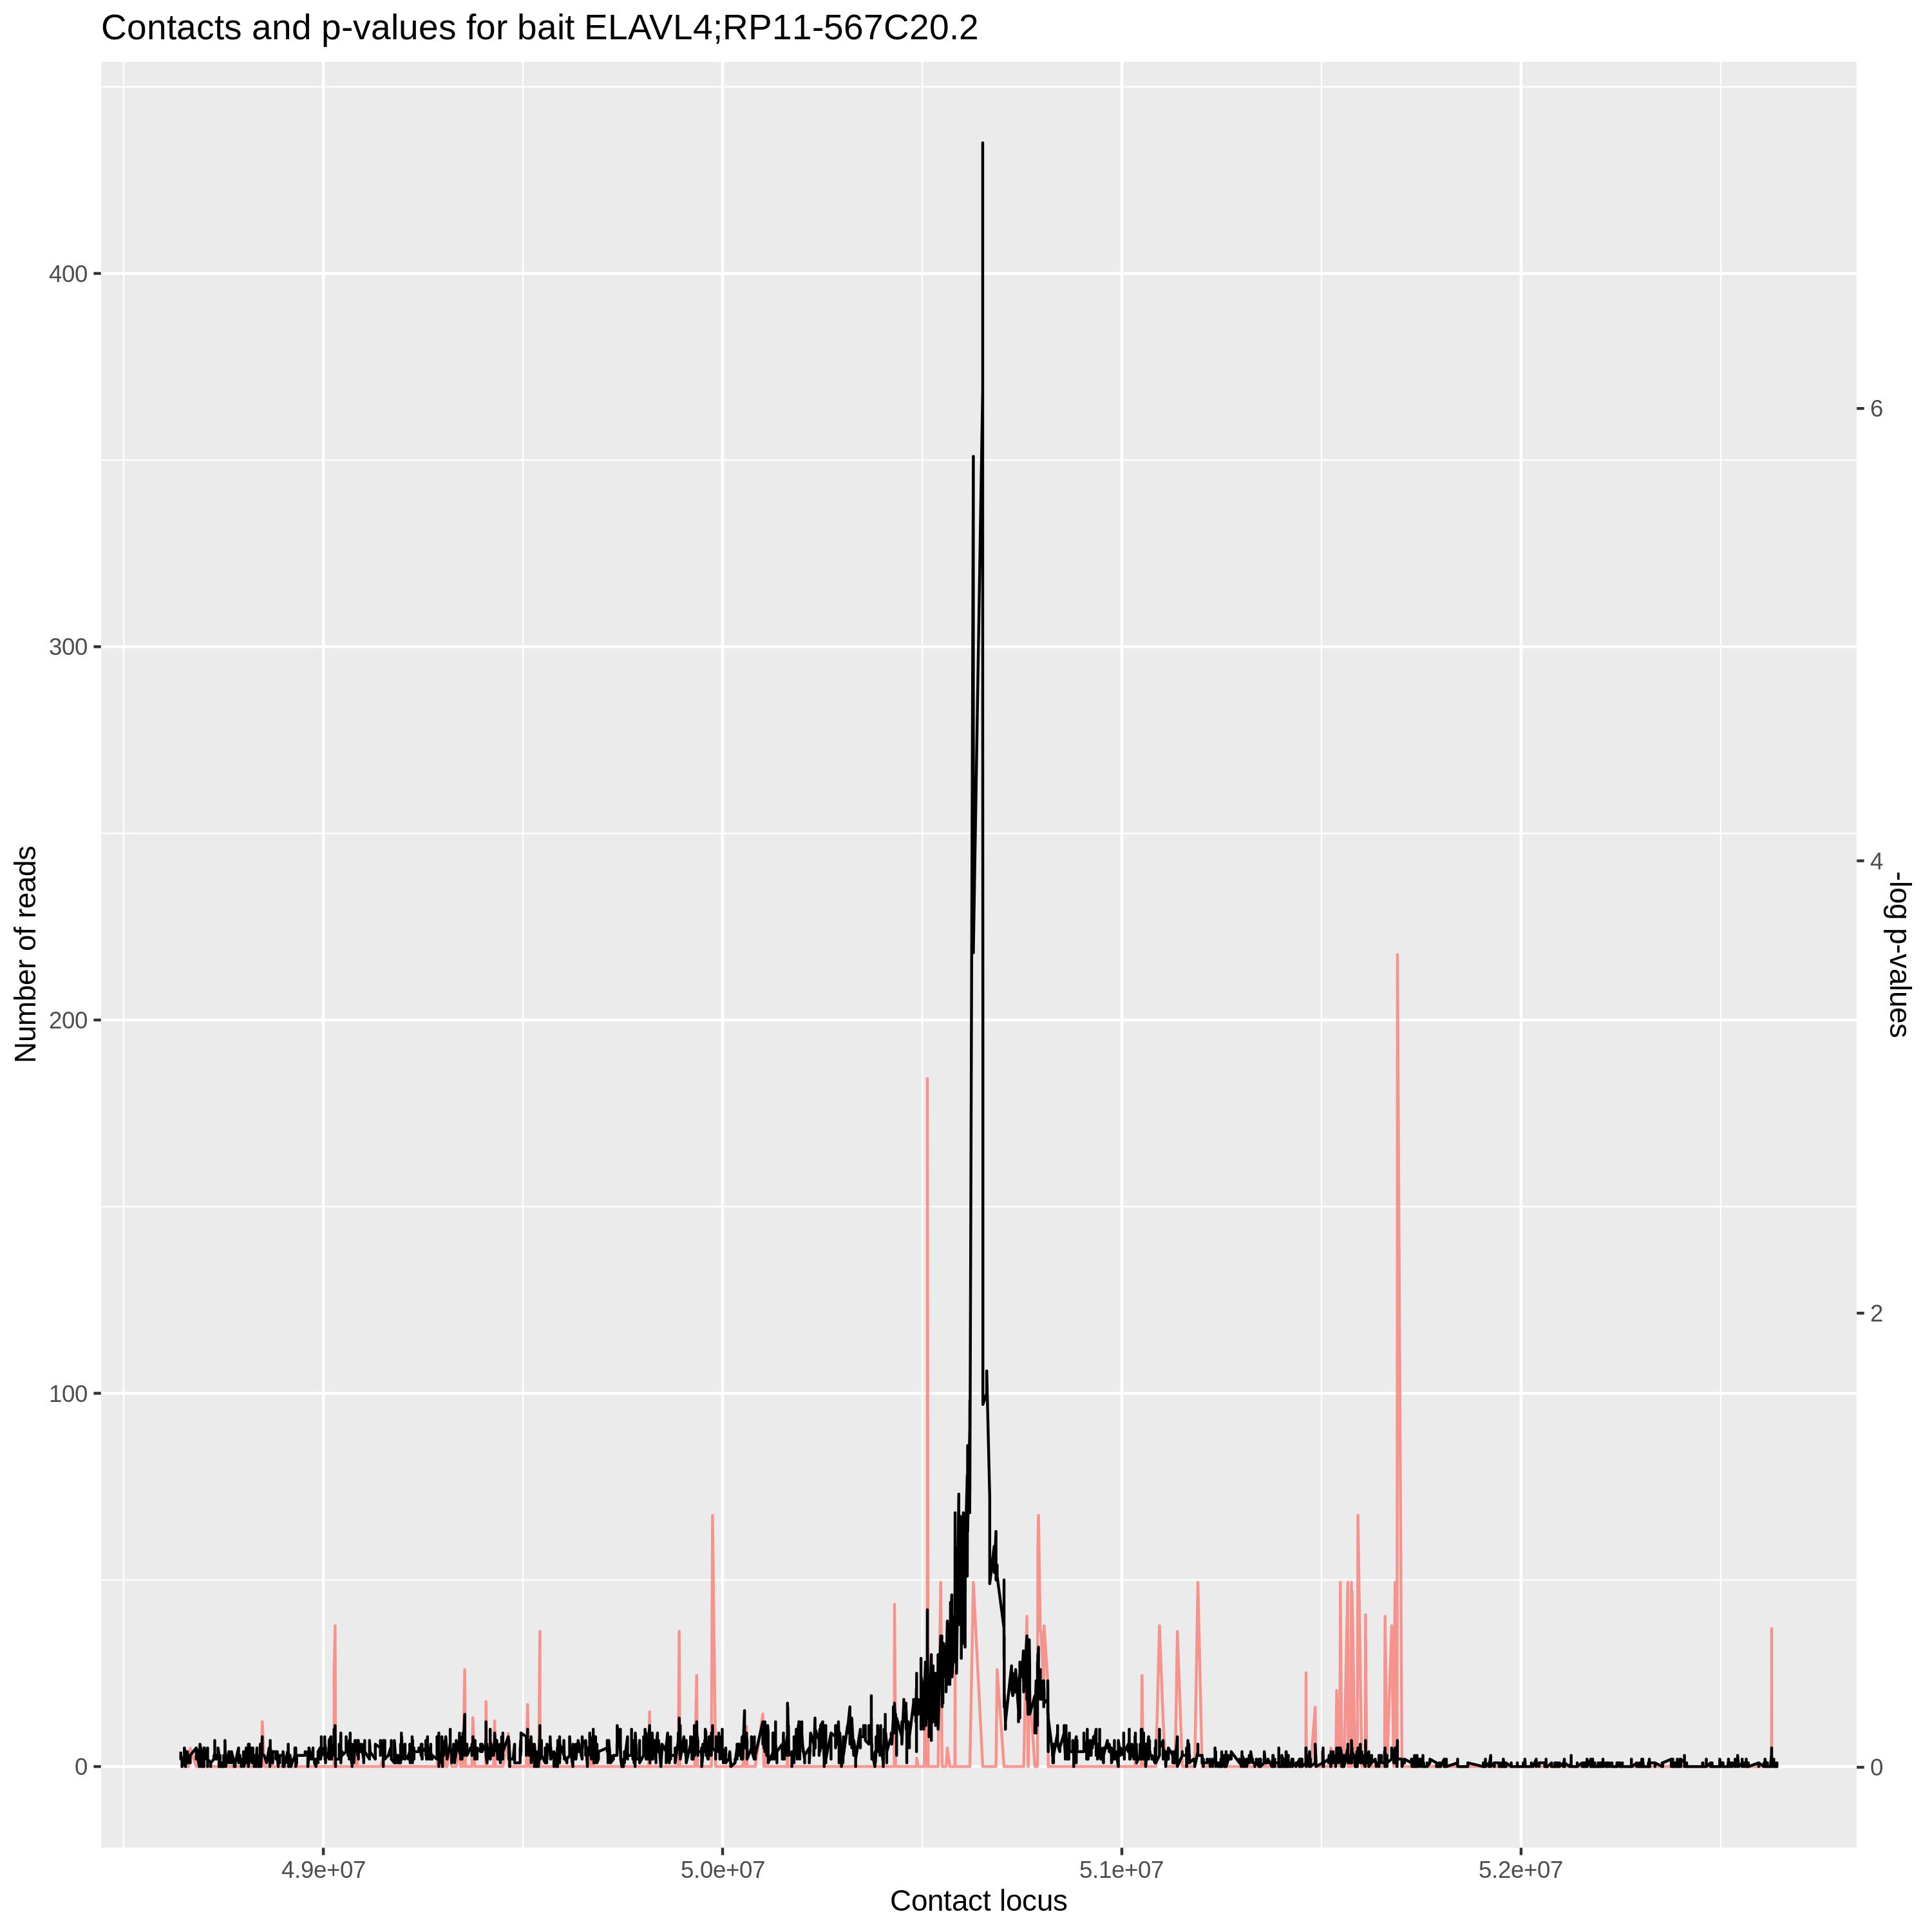 Contacts and p-values for bait ELAVL4;RP11-567C20.2
Number of reads
400
300
200
100
0
6
4
2
0
-log p-values
4.9e+07 5.0e+07 5.1e+07 5.2e+07
Contact locus